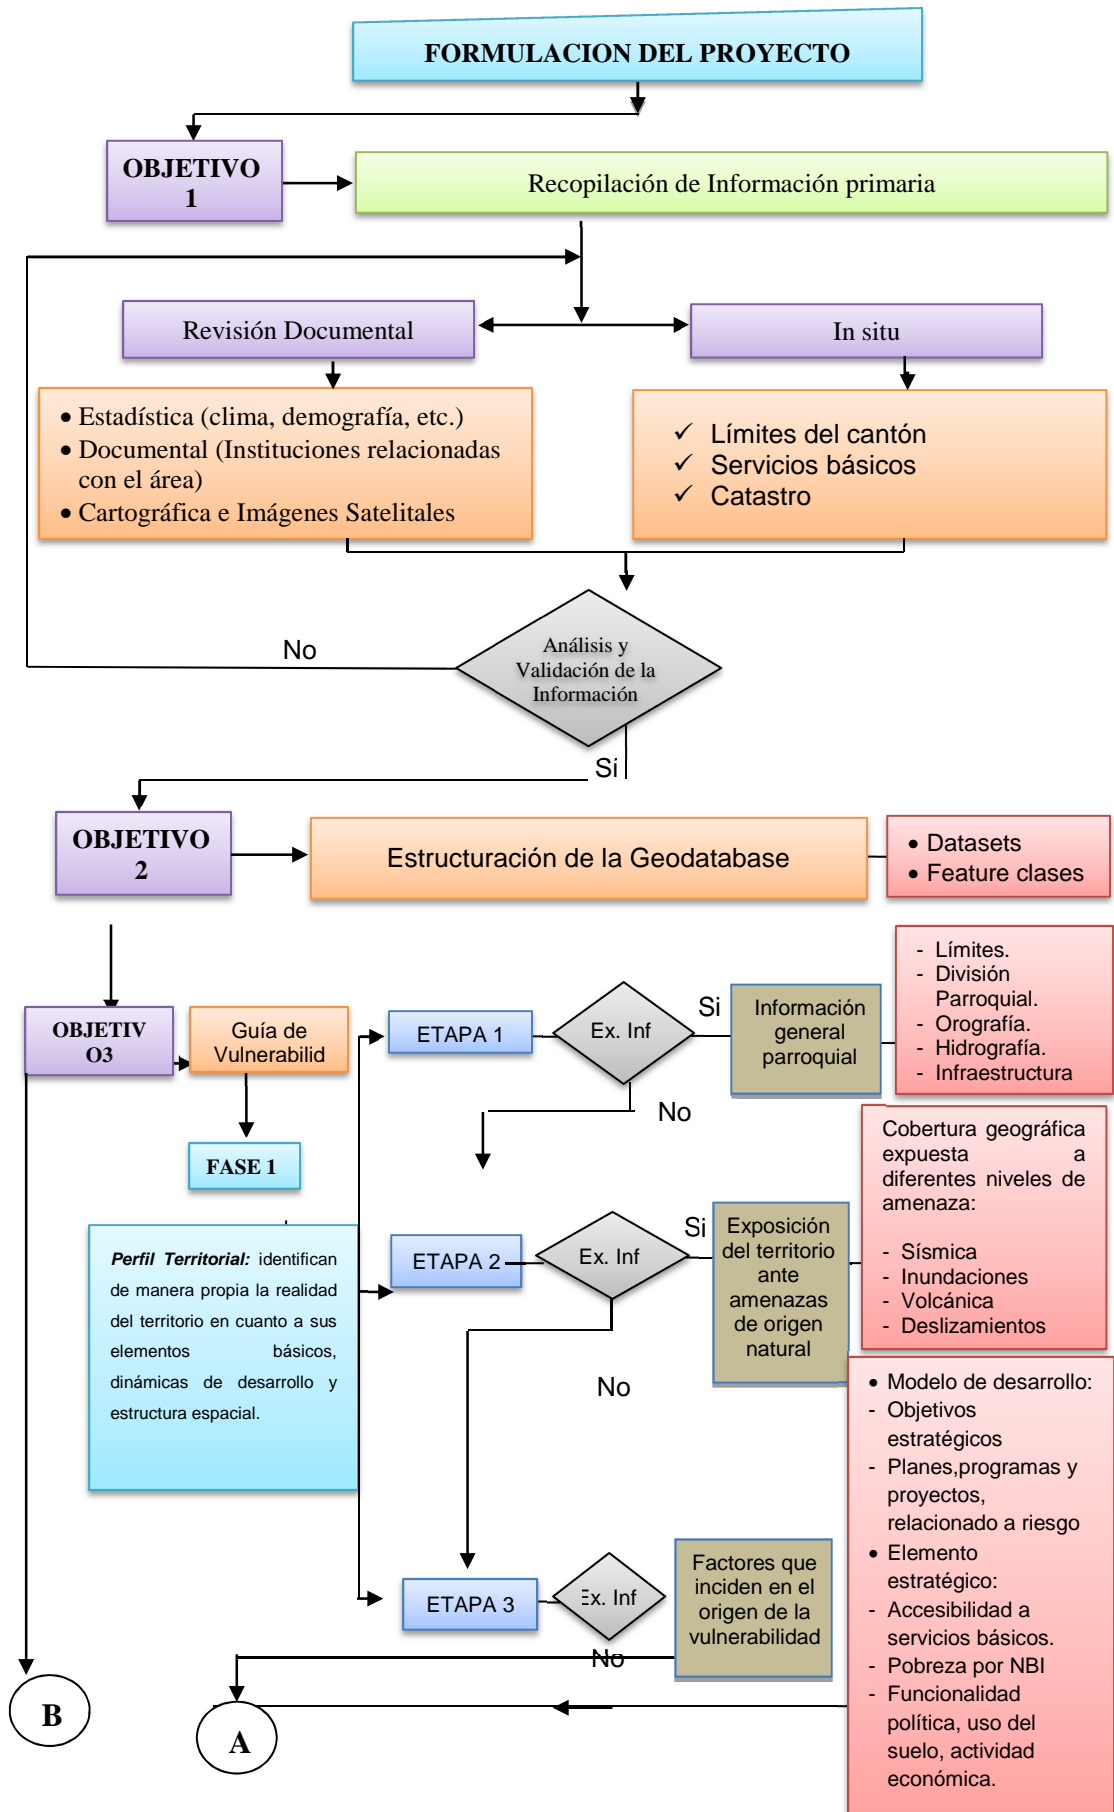 FORMULACION DEL PROYECTO
OBJETIVO
1
Recopilación de Información primaria
Revisión Documental
In situ
• Estadística (clima, demografía, etc.)
• Documental (Instituciones relacionadas
con el área)
• Cartográfica e Imágenes Satelitales
✓ Límites del cantón
✓ Servicios básicos
✓ Catastro
Análisis y
Validación de la
Información
No
Si
OBJETIVO
2
Estructuración de la Geodatabase
• Datasets
• Feature clases
OBJETIV
O3
Guía de
Vulnerabilid
FASE 1
Perfil Territorial: identifican
de manera propia la realidad
del territorio en cuanto a sus
elementos básicos,
dinámicas de desarrollo y
estructura espacial.
ETAPA 1
Ex. Inf
Si
No
Información
general
parroquial
- Límites.
- División
Parroquial.
- Orografía.
- Hidrografía.
- Infraestructura
ETAPA 2
Ex. Inf
Si
No
Exposición
del territorio
ante
amenazas
de origen
natural
Cobertura geográfica
expuesta a
diferentes niveles de
amenaza:
- Sísmica
- Inundaciones
- Volcánica
- Deslizamientos
ETAPA 3
Ex. Inf
No
Factores que
inciden en el
origen de la
vulnerabilidad
• Modelo de desarrollo:
- Objetivos
estratégicos
- Planes,programas y
proyectos,
relacionado a riesgo
• Elemento
estratégico:
- Accesibilidad a
servicios básicos.
- Pobreza por NBI
- Funcionalidad
política, uso del
suelo, actividad
económica.
B
A